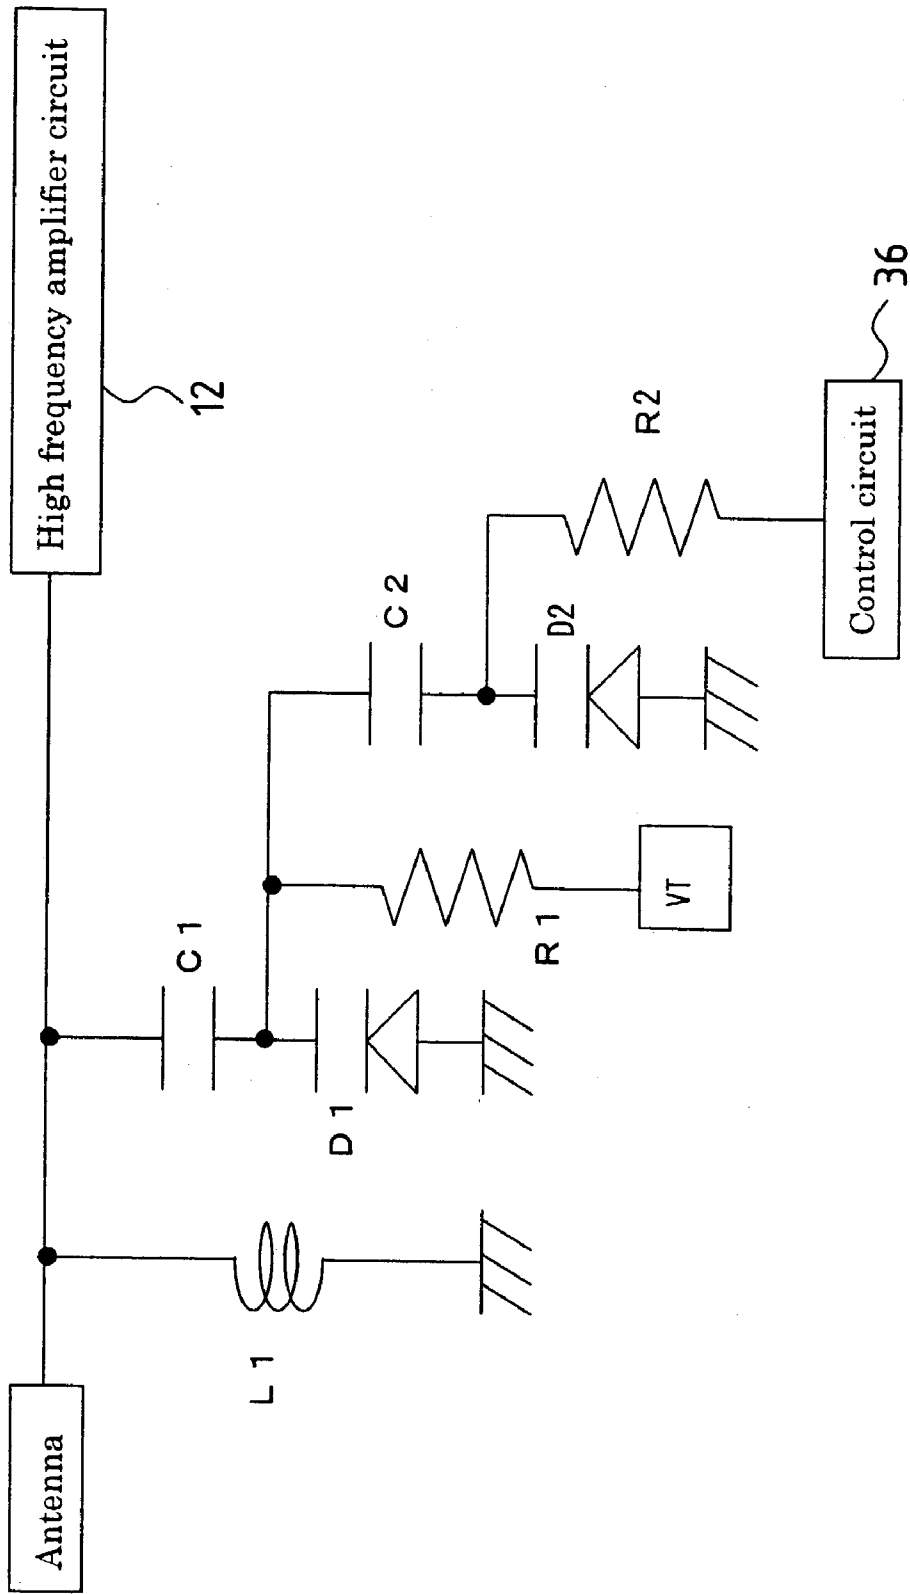 Antenna
High frequency amplifier circuit
12
L1
C1
D1
R1
VT
C2
D2
R2
Control circuit
36